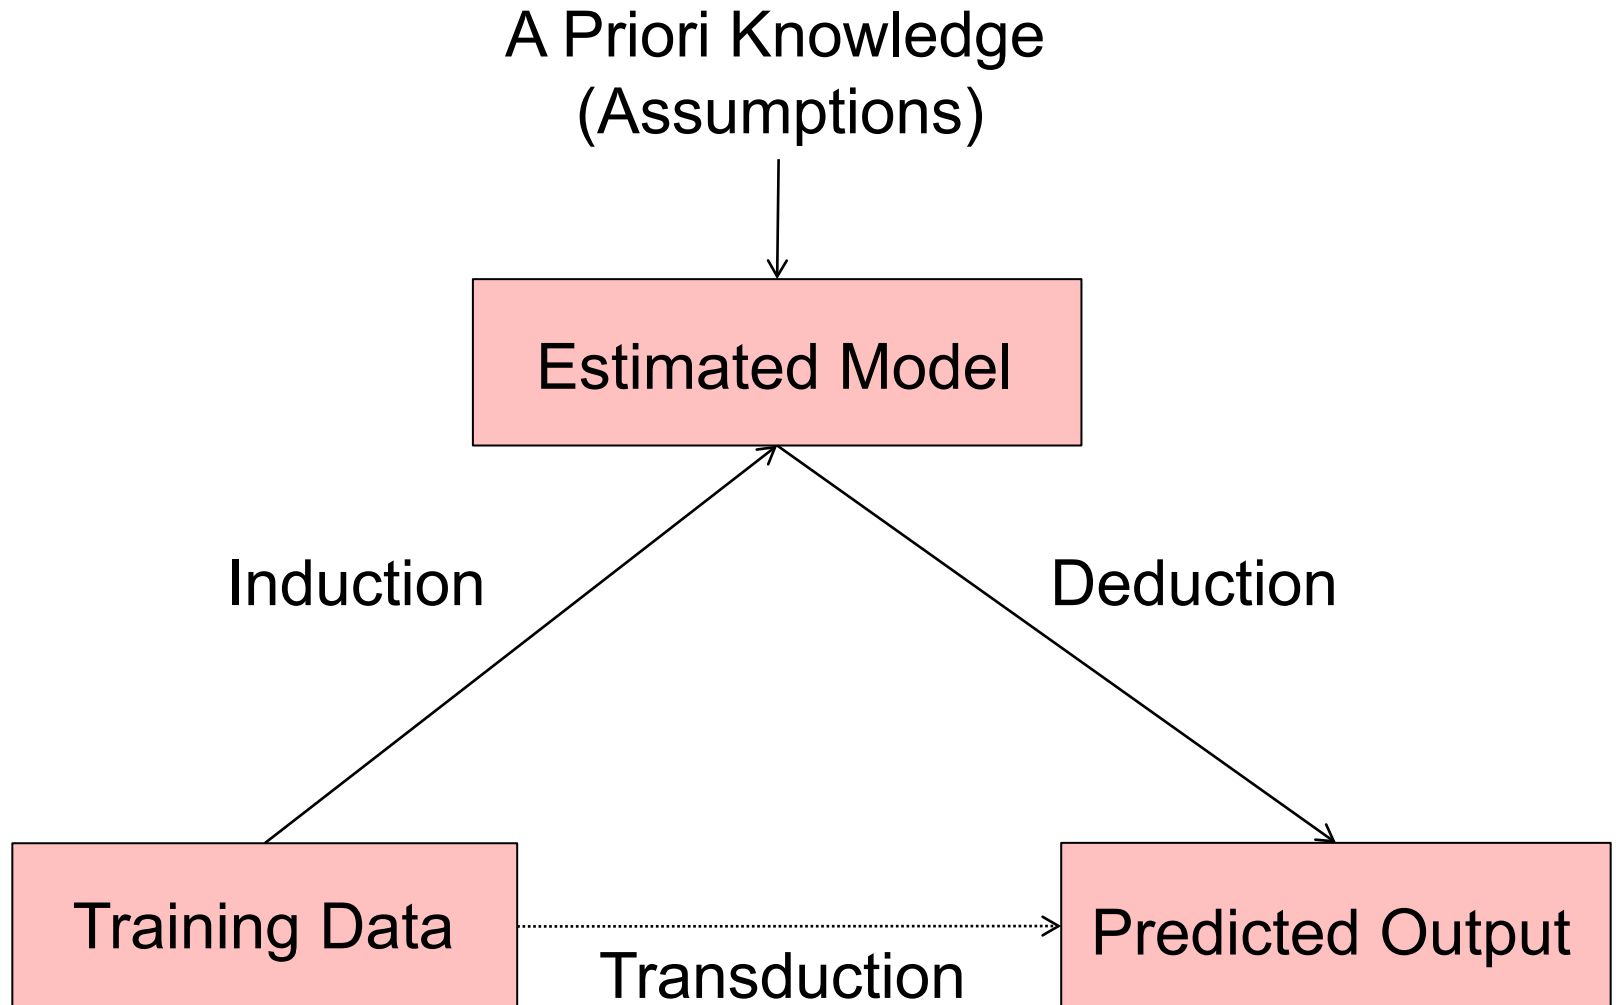 A Priori Knowledge
(Assumptions)
Estimated Model
Induction
Deduction
Training Data
Predicted Output
Transduction